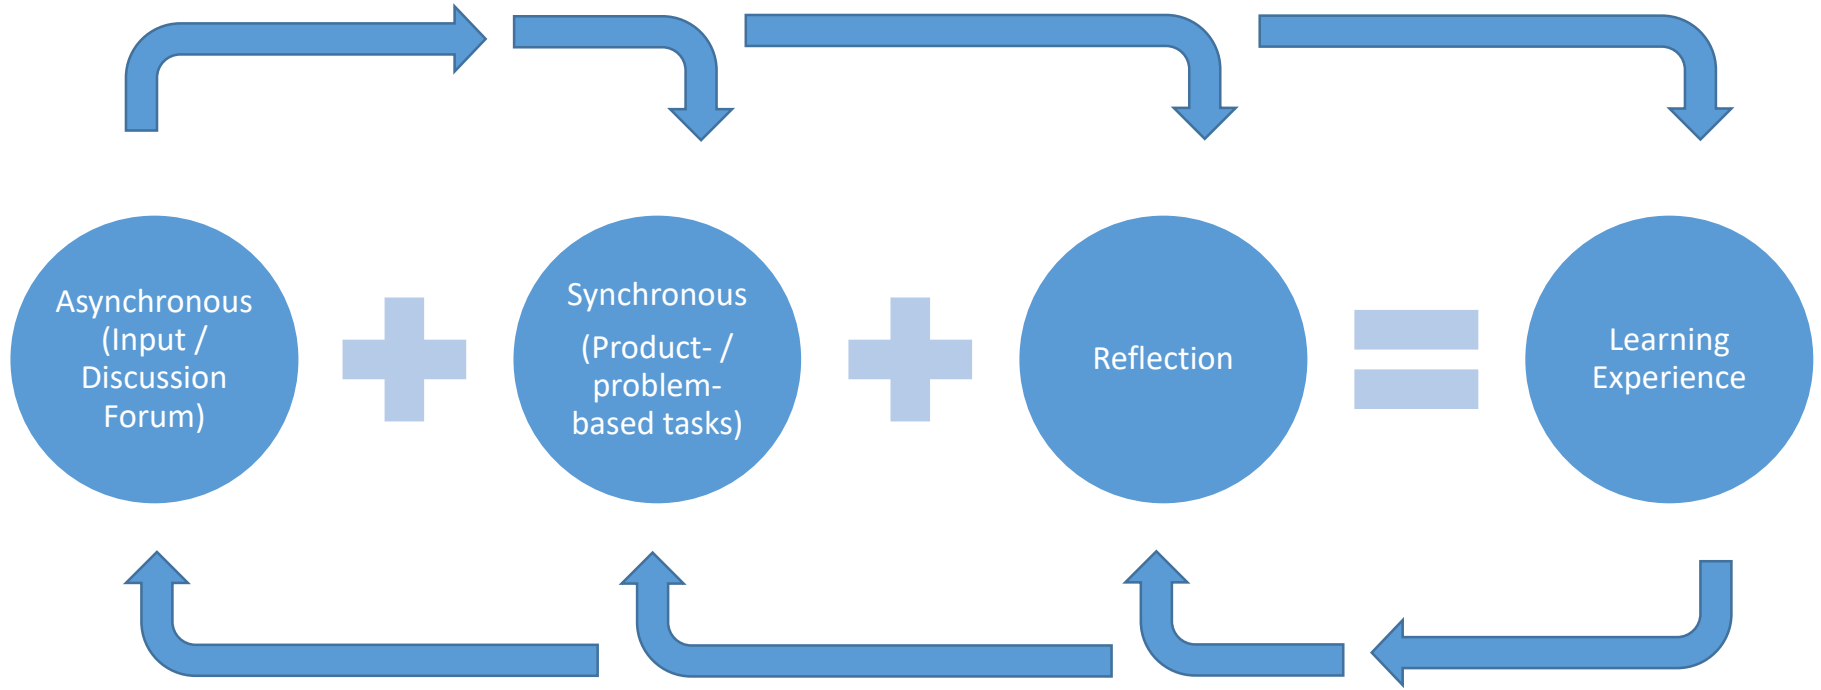 Asynchronous
(Input /
Discussion
Forum)
Synchronous
(Product- /
problem-
based tasks)
Reflection
Learning
Experience